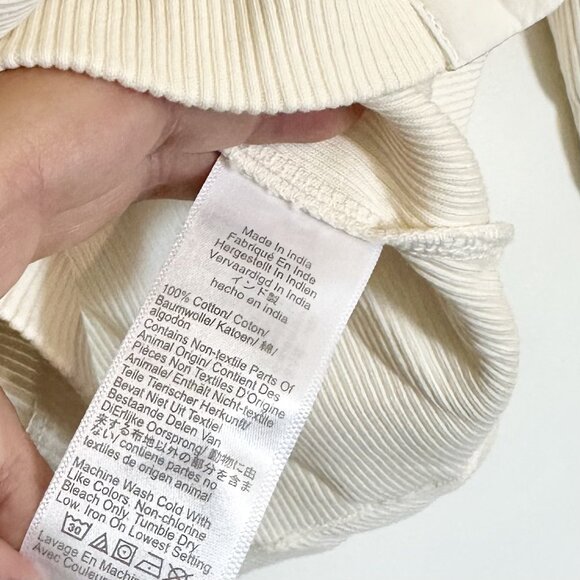 Made In India
Fabriqué En Inde
Hergestellt In Indien
Vervaardigd In India
インド製
hecho en india
100% Cotton/ Coton/
Baumwolle/ Katoen/ 綿/
algodon
Contains Non-textile Parts Of
Animal Origin/ Contient Des
Pièces Non Textiles D'Origine
Animale/ Enthält Nicht-textile
Teile Tierischer Herkunft/
Bevat Niet Uit Textiel
Bestaande Delen Van
DiErlijke Oorsprong/ 動物に由
来する布地以外の部分を含ま
ない contiene partes no
textiles de origen animal
Machine Wash Cold With
Like Colors. Non-chlorine
Bleach Only. Tumble Dry
Low. Iron On Lowest Setting.
30
Lavage En Machine
Avec Couleurs